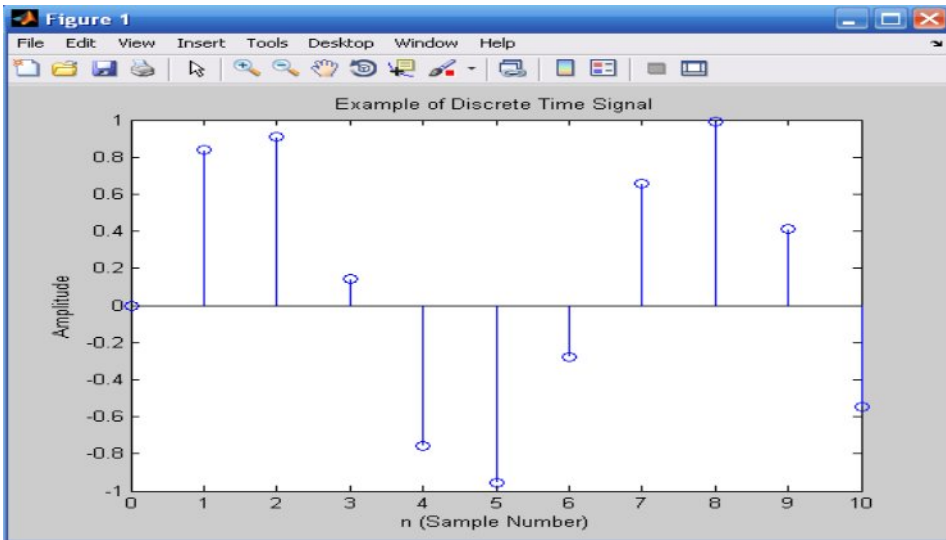 Figure 1
File Edit View Insert Tools Desktop Window Help
Example of Discrete Time Signal
1
0.8
0.6
0.4
0.2
0
-0.2
-0.4
-0.6
-0.8
-1
Amplitude
0 1 2 3 4 5 6 7 8 9 10
n (Sample Number)